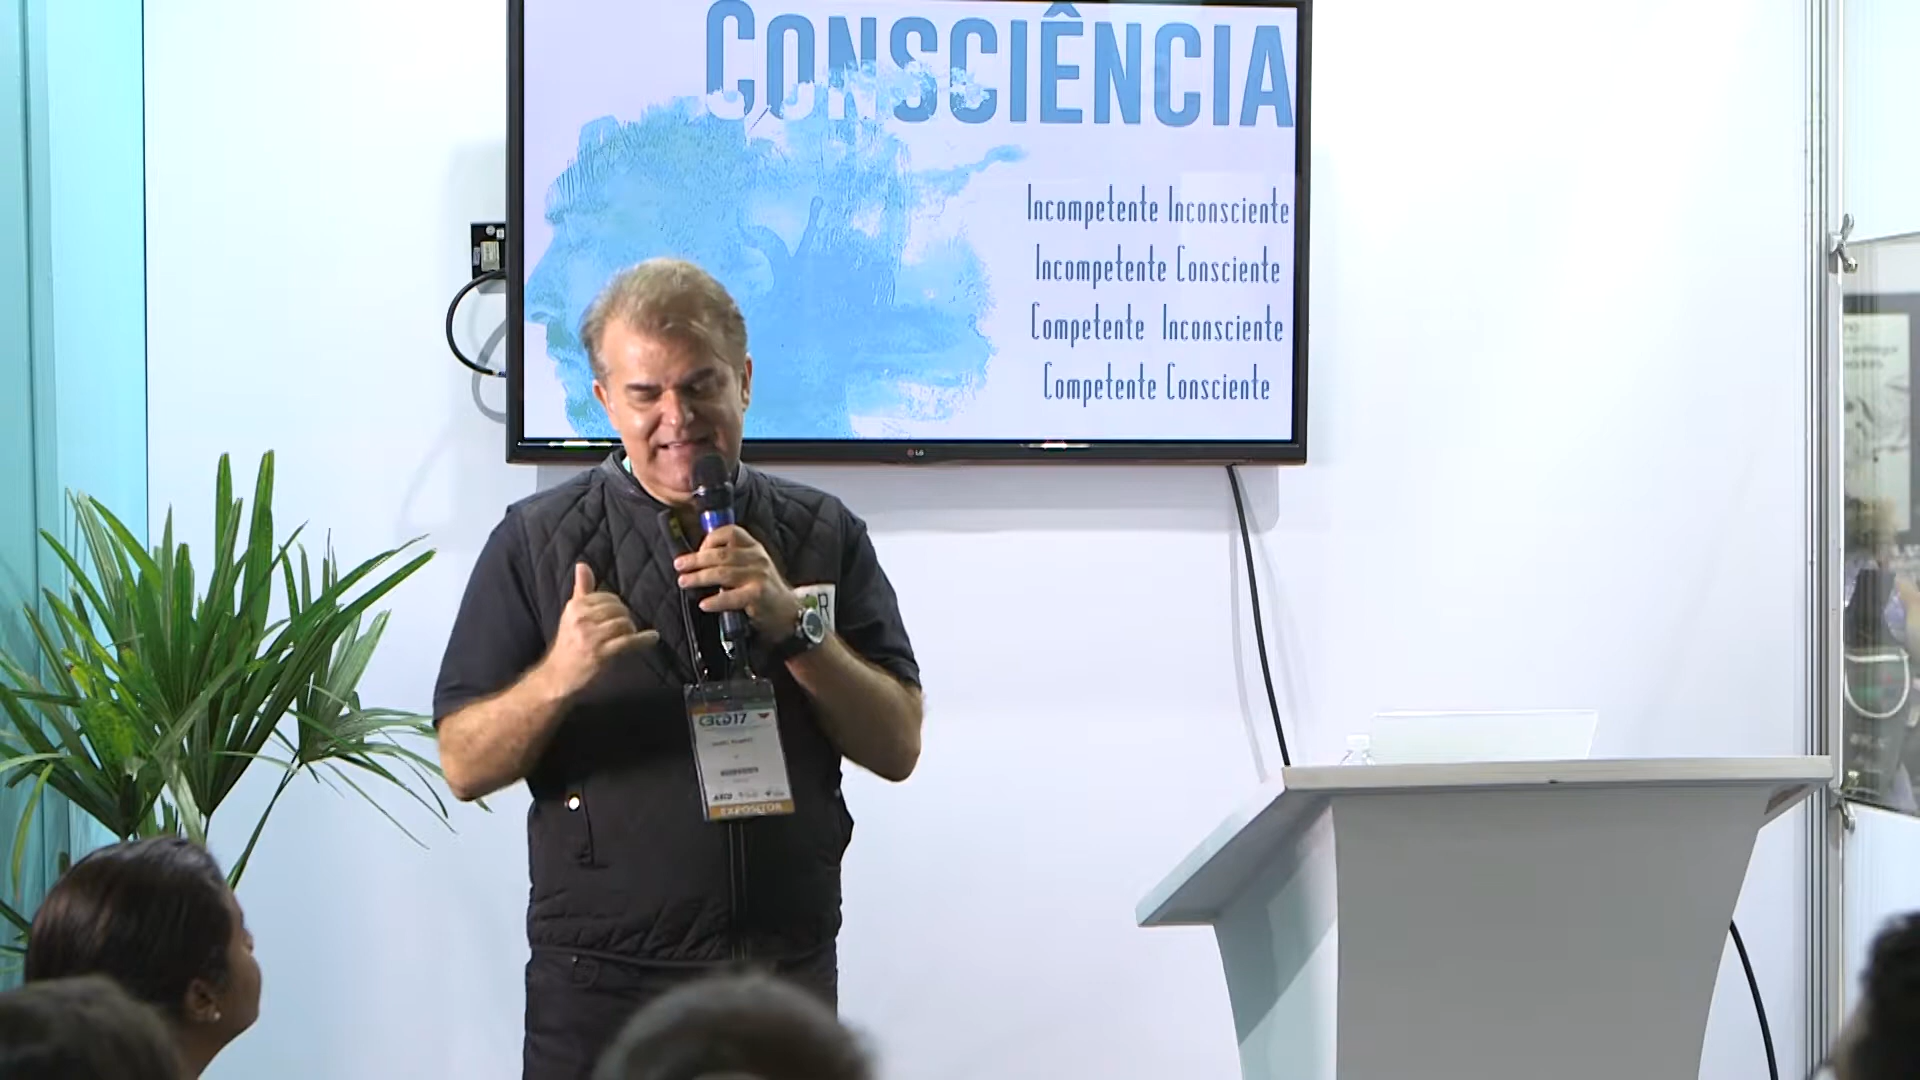 CONSCIÊNCIA
Incompetente Inconsciente
Incompetente Consciente
Competente Inconsciente
Competente Consciente
LG
R
EXPOSITOR